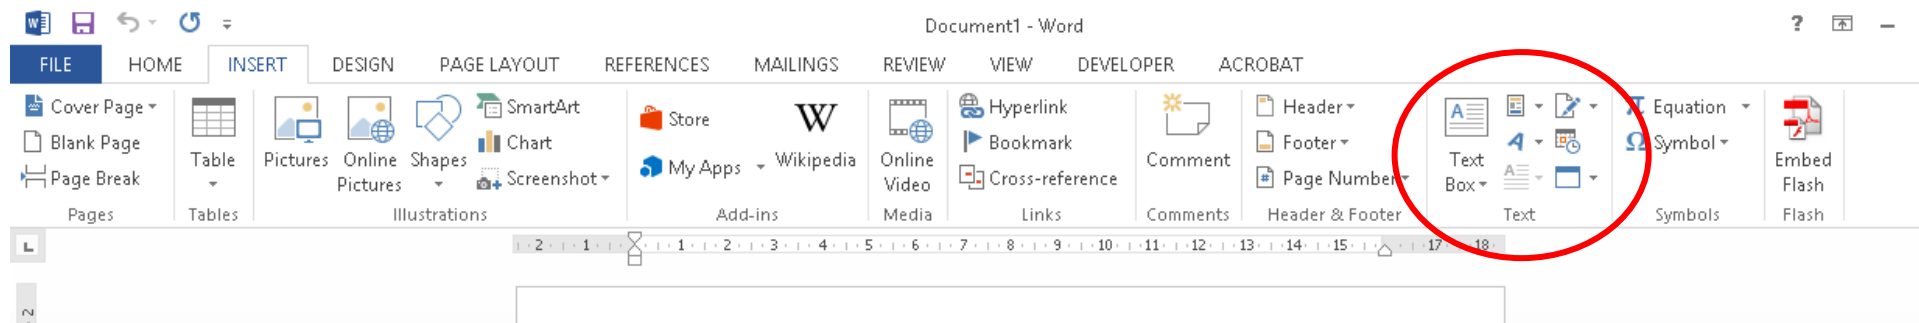 Document1 - Word
FILE HOME INSERT DESIGN PAGE LAYOUT REFERENCES MAILINGS REVIEW VIEW DEVELOPER ACROBAT
Cover Page
Blank Page
Page Break
Pages
Table
Tables
Pictures
Online
Pictures
Shapes
SmartArt
Chart
Screenshot
Illustrations
Store
My Apps
W
Wikipedia
Add-ins
Online
Video
Media
Hyperlink
Bookmark
Cross-reference
Links
Comment
Comments
Header
Footer
Page Number
Header & Footer
Text
Box
Text
π Equation
Ω Symbol
Symbols
Embed
Flash
Flash
L
2 1 1 2 3 4 5 6 7 8 9 10 11 12 13 14 15 17 18
2